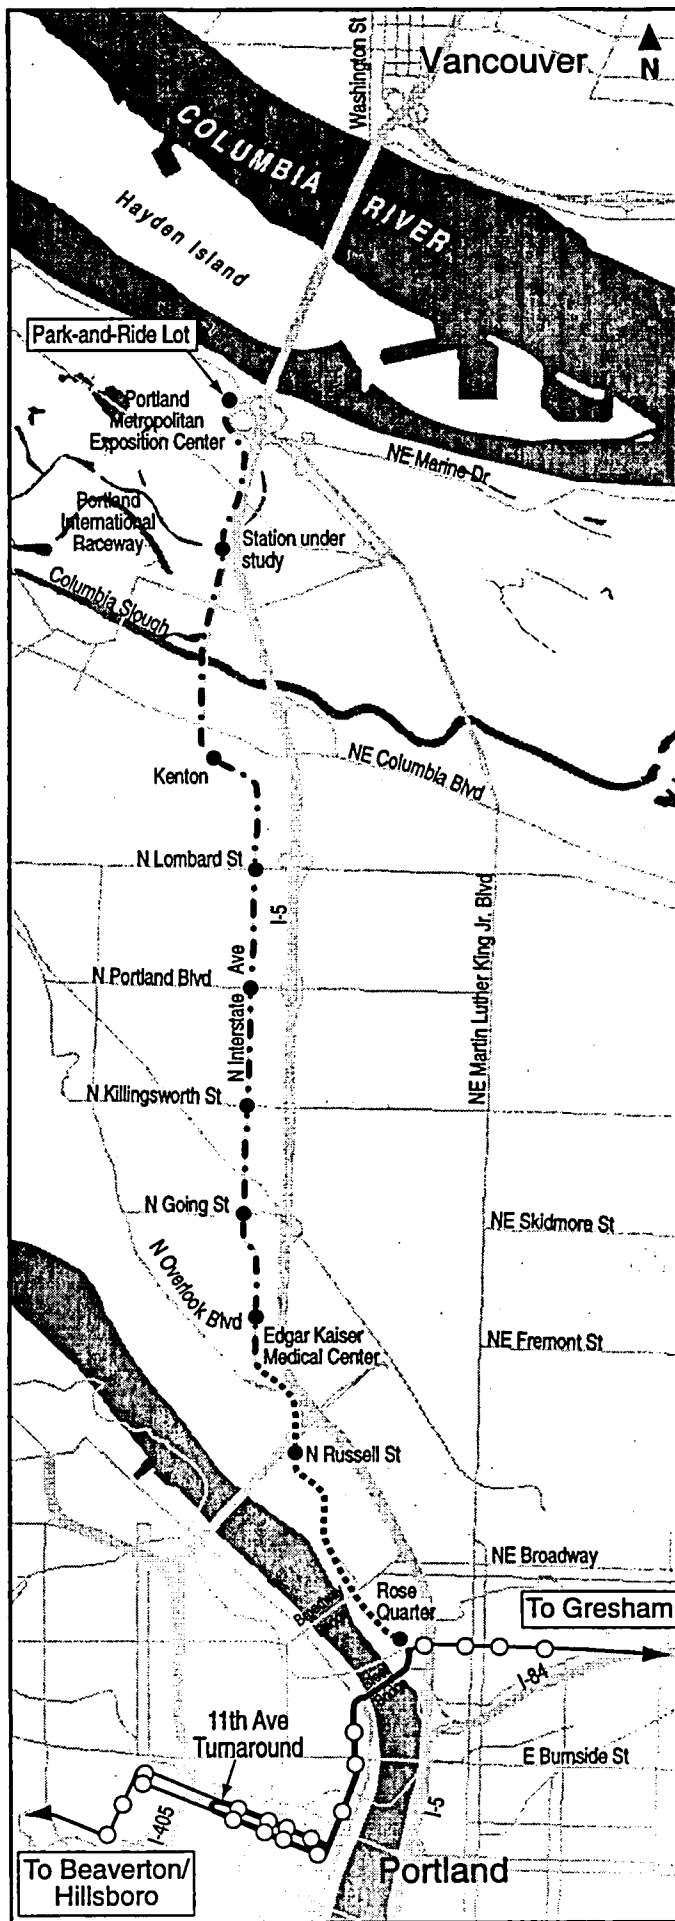 Washington St
Vancouver
N
COLUMBIA RIVER
Hayden Island
Park-and-Ride Lot
Portland
Metropolitan
Exposition Center
NE Marine Dr
Portland
International
Raceway
Station under
study
Columbia Slough
Kenton
NE Columbia Blvd
N Lombard St
I-5
NE Martin Luther King Jr. Blvd
N Portland Blvd
N Interstate Ave
N Killingsworth St
N Going St
NE Skidmore St
N Overlook Blvd
Edgar Kaiser
Medical Center
NE Fremont St
N Russell St
NE Broadway
Broadway
Bridge
Rose
Quarter
To Gresham
Steel
Bridge
I-84
11th Ave
Turnaround
E Burnside St
I-405
I-5
To Beaverton/
Hillsboro
Portland